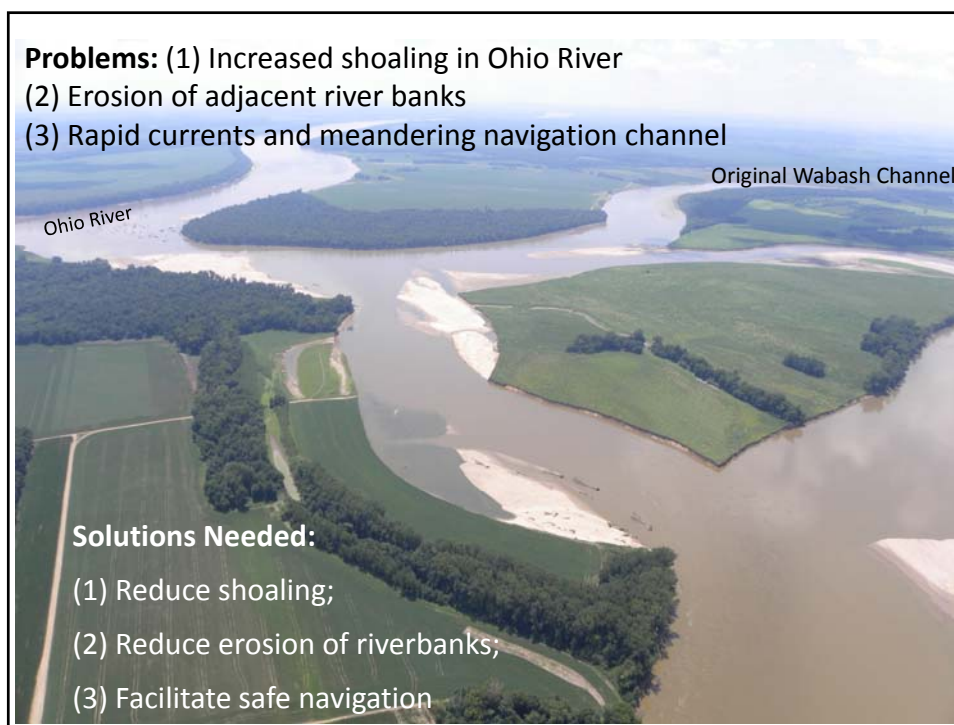 Problems: (1) Increased shoaling in Ohio River
(2) Erosion of adjacent river banks
(3) Rapid currents and meandering navigation channel
Original Wabash Channel
Ohio River
Solutions Needed:
(1) Reduce shoaling;
(2) Reduce erosion of riverbanks;
(3) Facilitate safe navigation